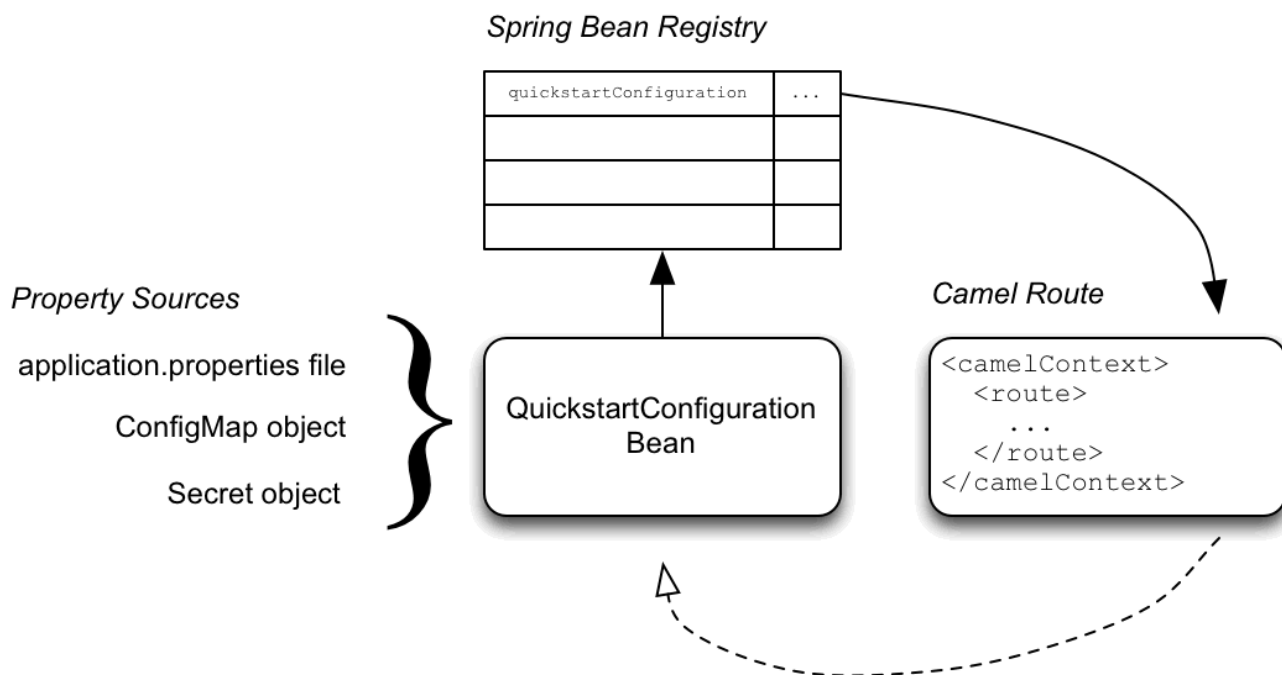 Spring Bean Registry
quickstartConfiguration ...
Property Sources
application.properties file
ConfigMap object
Secret object
QuickstartConfiguration
Bean
Camel Route
<camelContext>
<route>
...
</route>
</camelContext>